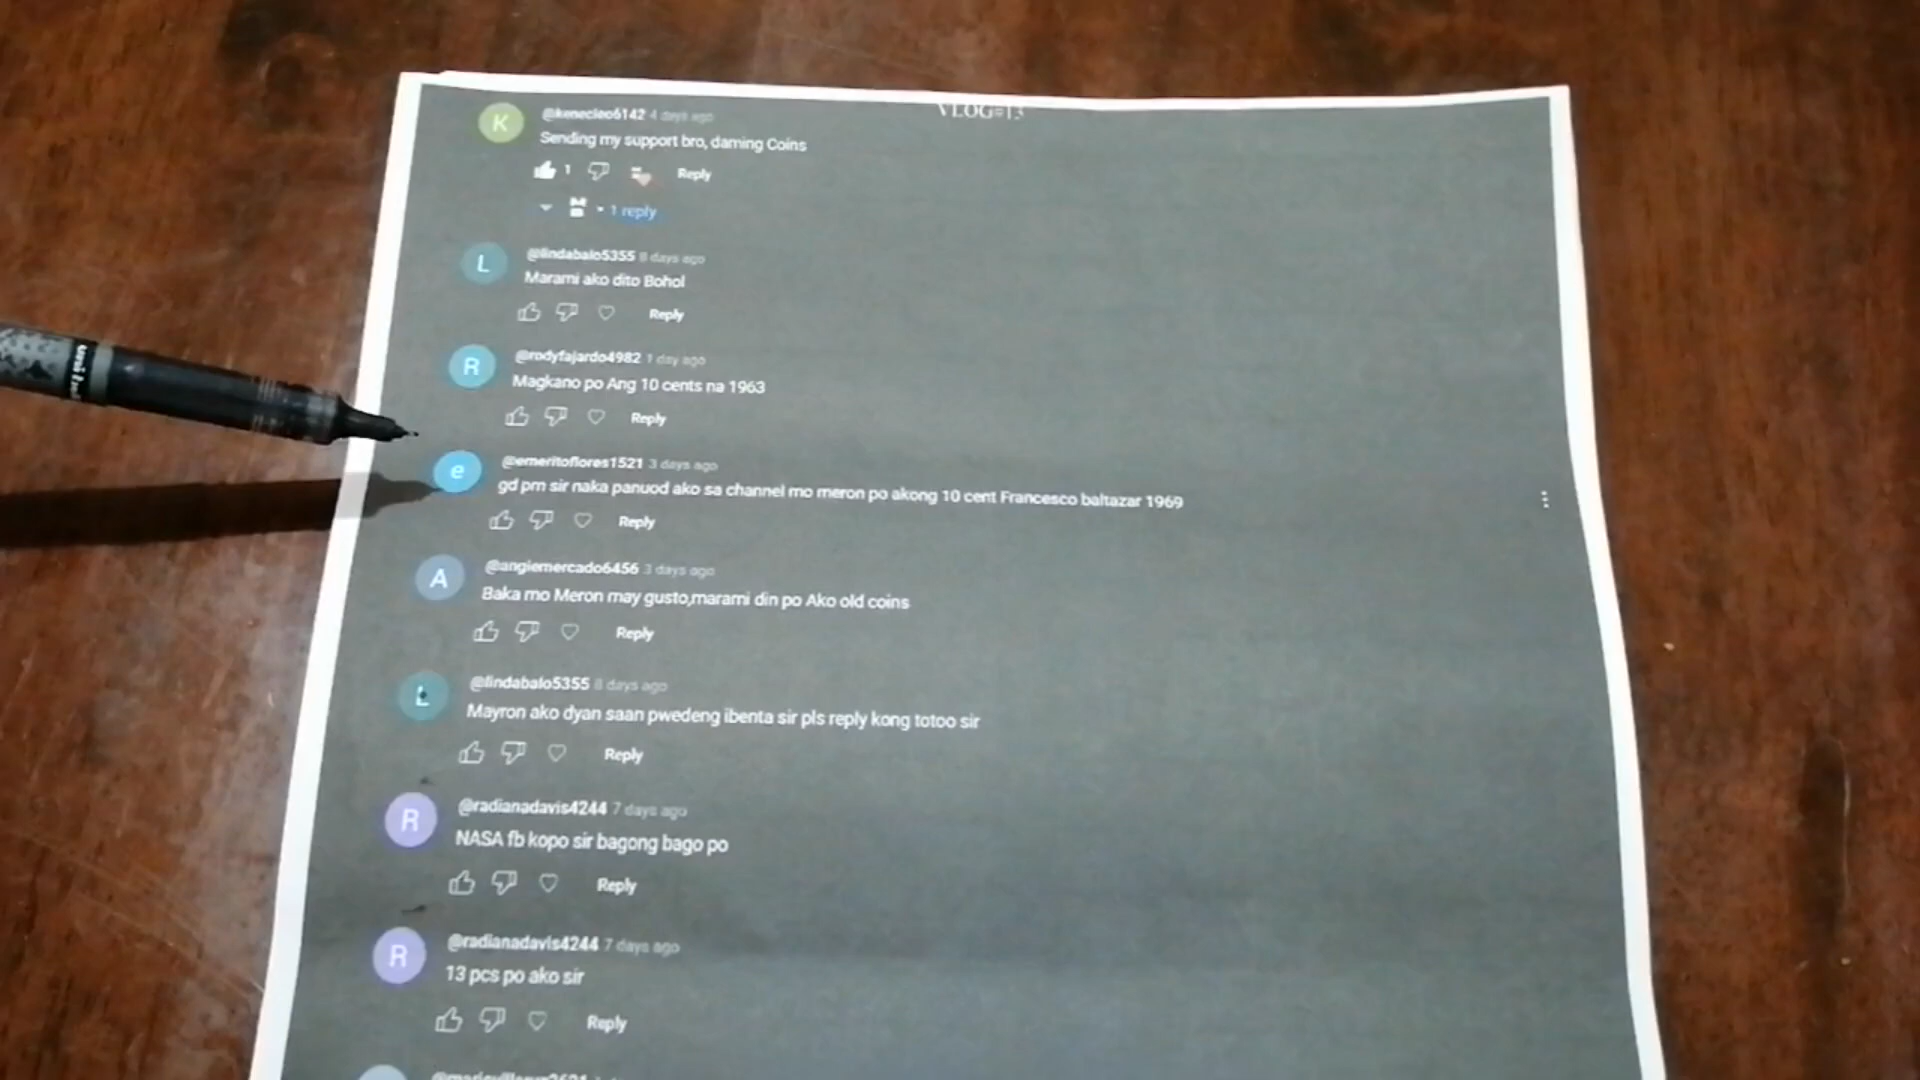 VLOG=13
K
@kenecleo6142 4 days ago
Sending my support bro, daming Coins
1
Reply
1 reply
L
@lindabalo5355 8 days ago
Marami ako dito Bohol
Reply
R
@rodyfajardo4982 1 day ago
Magkano po Ang 10 cents na 1963
Reply
e
@emeritoflores1521 3 days ago
gd pm sir naka panuod ako sa channel mo meron po akong 10 cent Francesco baltazar 1969
Reply
A
@angiemercado6456 3 days ago
Baka mo Meron may gusto,marami din po Ako old coins
Reply
L
@lindabalo5355 8 days ago
Mayron ako dyan saan pwedeng ibenta sir pls reply kong totoo sir
Reply
R
@radianadavis4244 7 days ago
NASA fb kopo sir bagong bago po
Reply
R
@radianadavis4244 7 days ago
13 pcs po ako sir
Reply